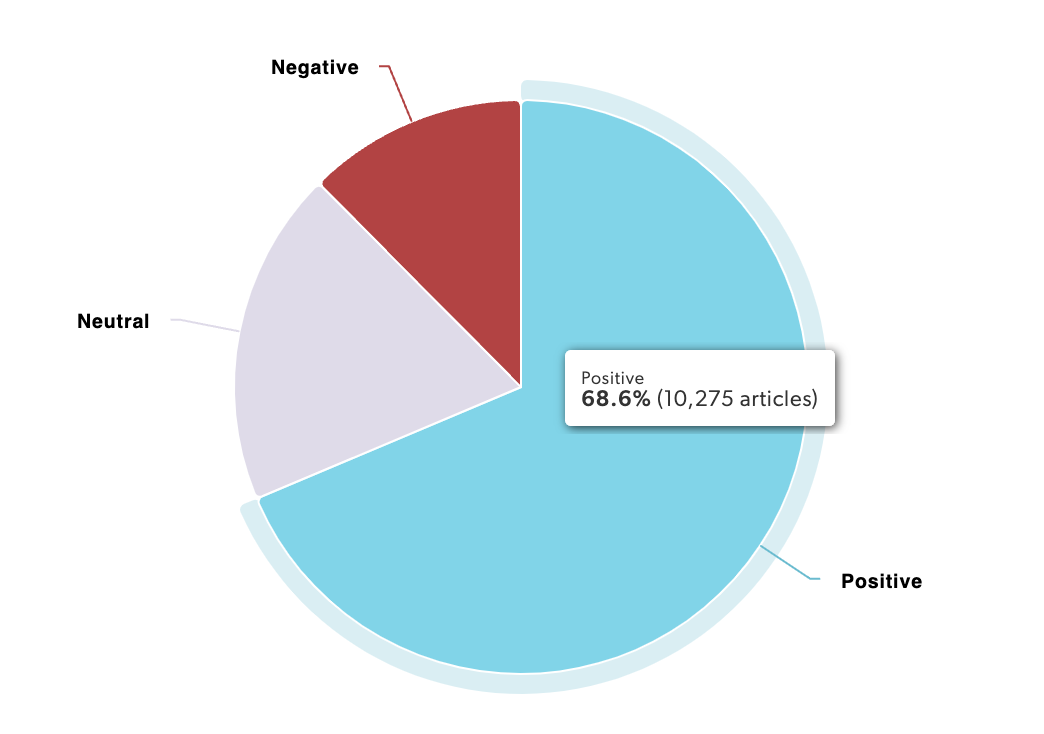 Negative
Neutral
Positive
68.6% (10,275 articles)
Positive